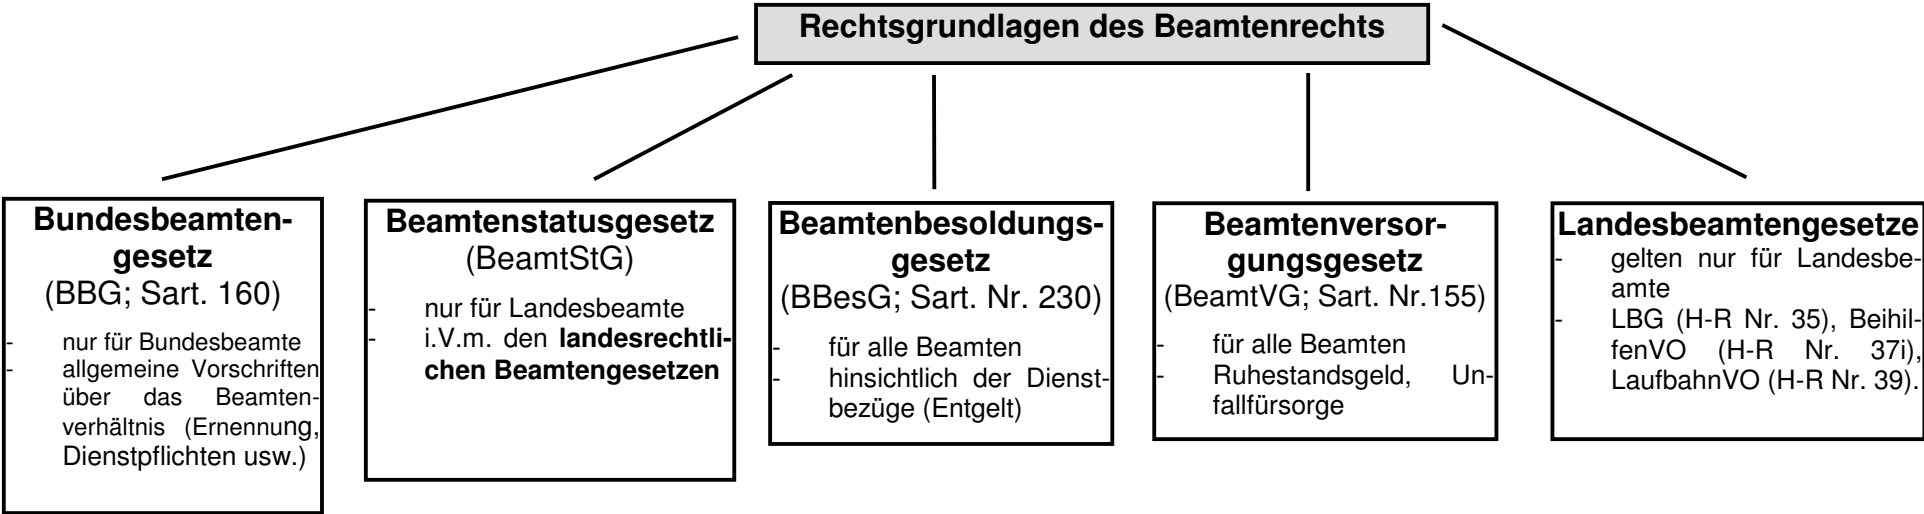 Rechtsgrundlagen des Beamtenrechts
Bundesbeamten-
gesetz
(BBG; Sart. 160)
- nur für Bundesbeamte
- allgemeine Vorschriften
über das Beamten-
verhältnis (Ernennung,
Dienstpflichten usw.)
Beamtenstatusgesetz
(BeamtStG)
- nur für Landesbeamte
- i.V.m. den landesrechtli-
chen Beamtengesetzen
Beamtenbesoldungs-
gesetz
(BBesG; Sart. Nr. 230)
- für alle Beamten
- hinsichtlich der Dienst-
bezüge (Entgelt)
Beamtenversor-
gungsgesetz
(BeamtVG; Sart. Nr.155)
- für alle Beamten
- Ruhestandsgeld, Un-
fallfürsorge
Landesbeamtengesetze
- gelten nur für Landesbe-
amte
- LBG (H-R Nr. 35), Beihil-
fenVO (H-R Nr. 37i),
LaufbahnVO (H-R Nr. 39).